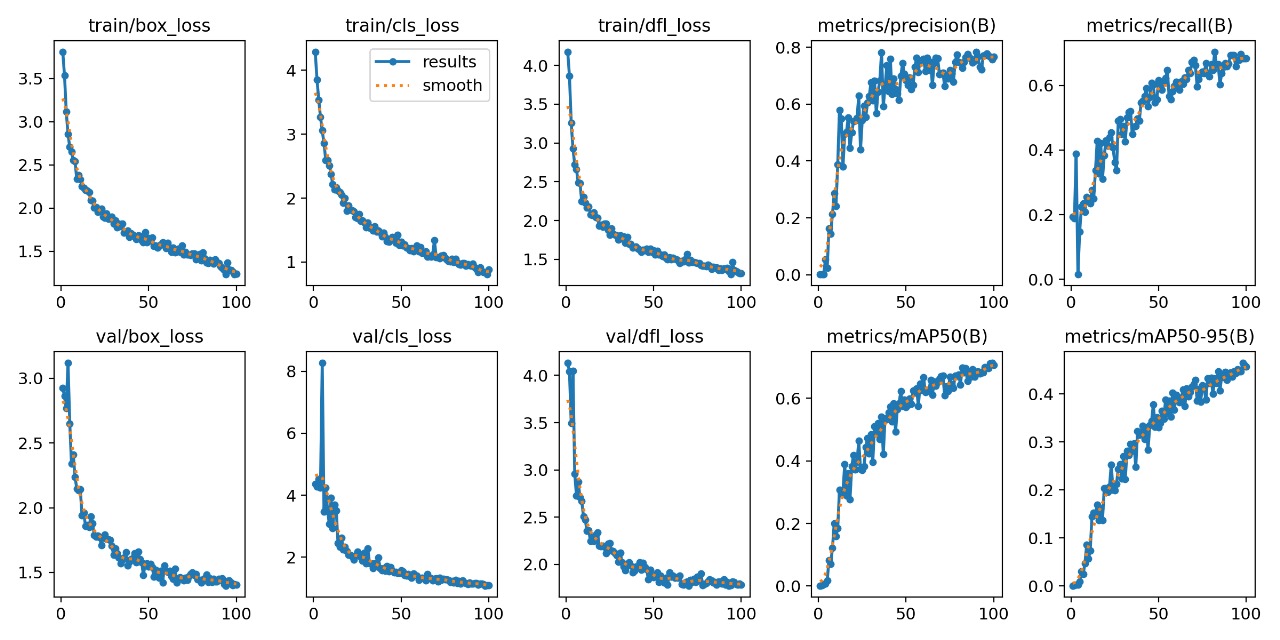 train/box_loss
train/cls_loss
train/dfl_loss
metrics/precision(B)
metrics/recall(B)
3.5
3.0
2.5
2.0
1.5
0 50 100
results
smooth
4
3
2
1
0 50 100
4.0
3.5
3.0
2.5
2.0
1.5
0 50 100
0.8
0.6
0.4
0.2
0.0
0 50 100
0.6
0.4
0.2
0.0
0 50 100
val/box_loss
val/cls_loss
val/dfl_loss
metrics/mAP50(B)
metrics/mAP50-95(B)
3.0
2.5
2.0
1.5
0 50 100
8
6
4
2
0 50 100
4.0
3.5
3.0
2.5
2.0
0 50 100
0.6
0.4
0.2
0.0
0 50 100
0.4
0.3
0.2
0.1
0.0
0 50 100